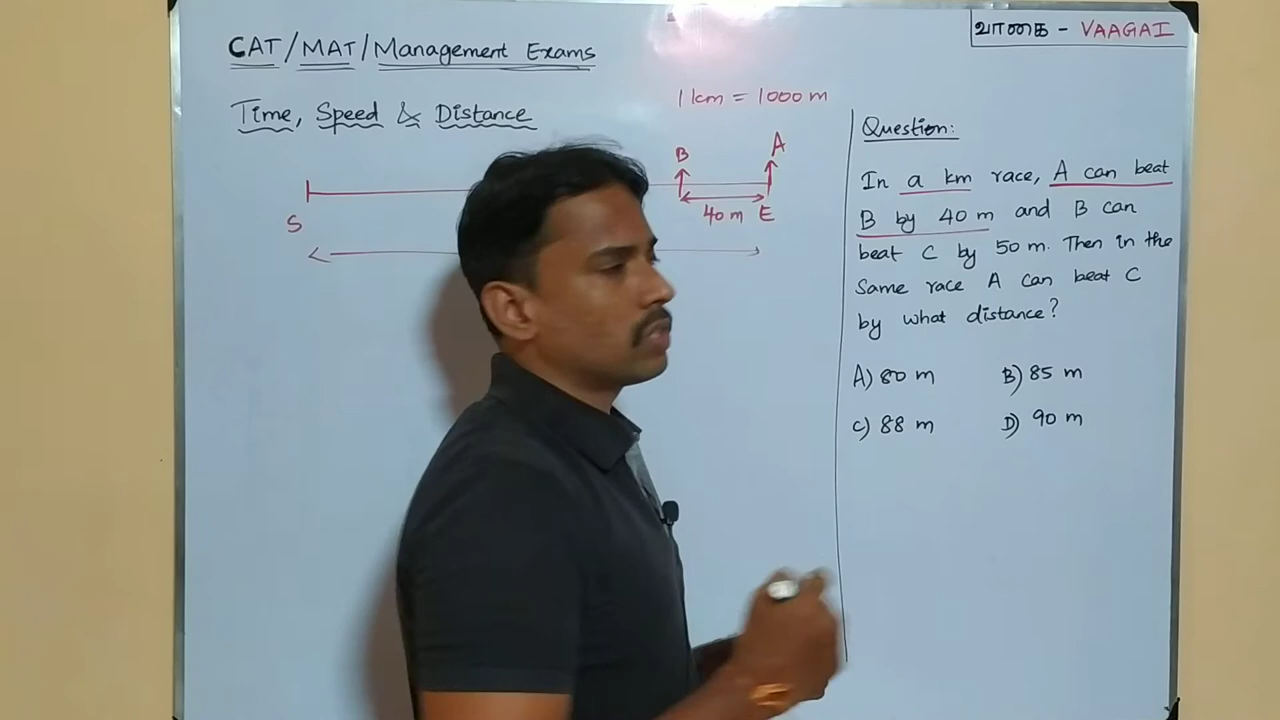 CAT/MAT/Management Exams
வாகை - VAAGAI
Time, Speed & Distance
1 km = 1000 m
B
A
S
40 m
E
Question:
In a km race, A can beat
B by 40 m and B can
beat C by 50 m. Then in the
Same race A can beat C
by what distance?
A) 80 m
B) 85 m
C) 88 m
D) 90 m